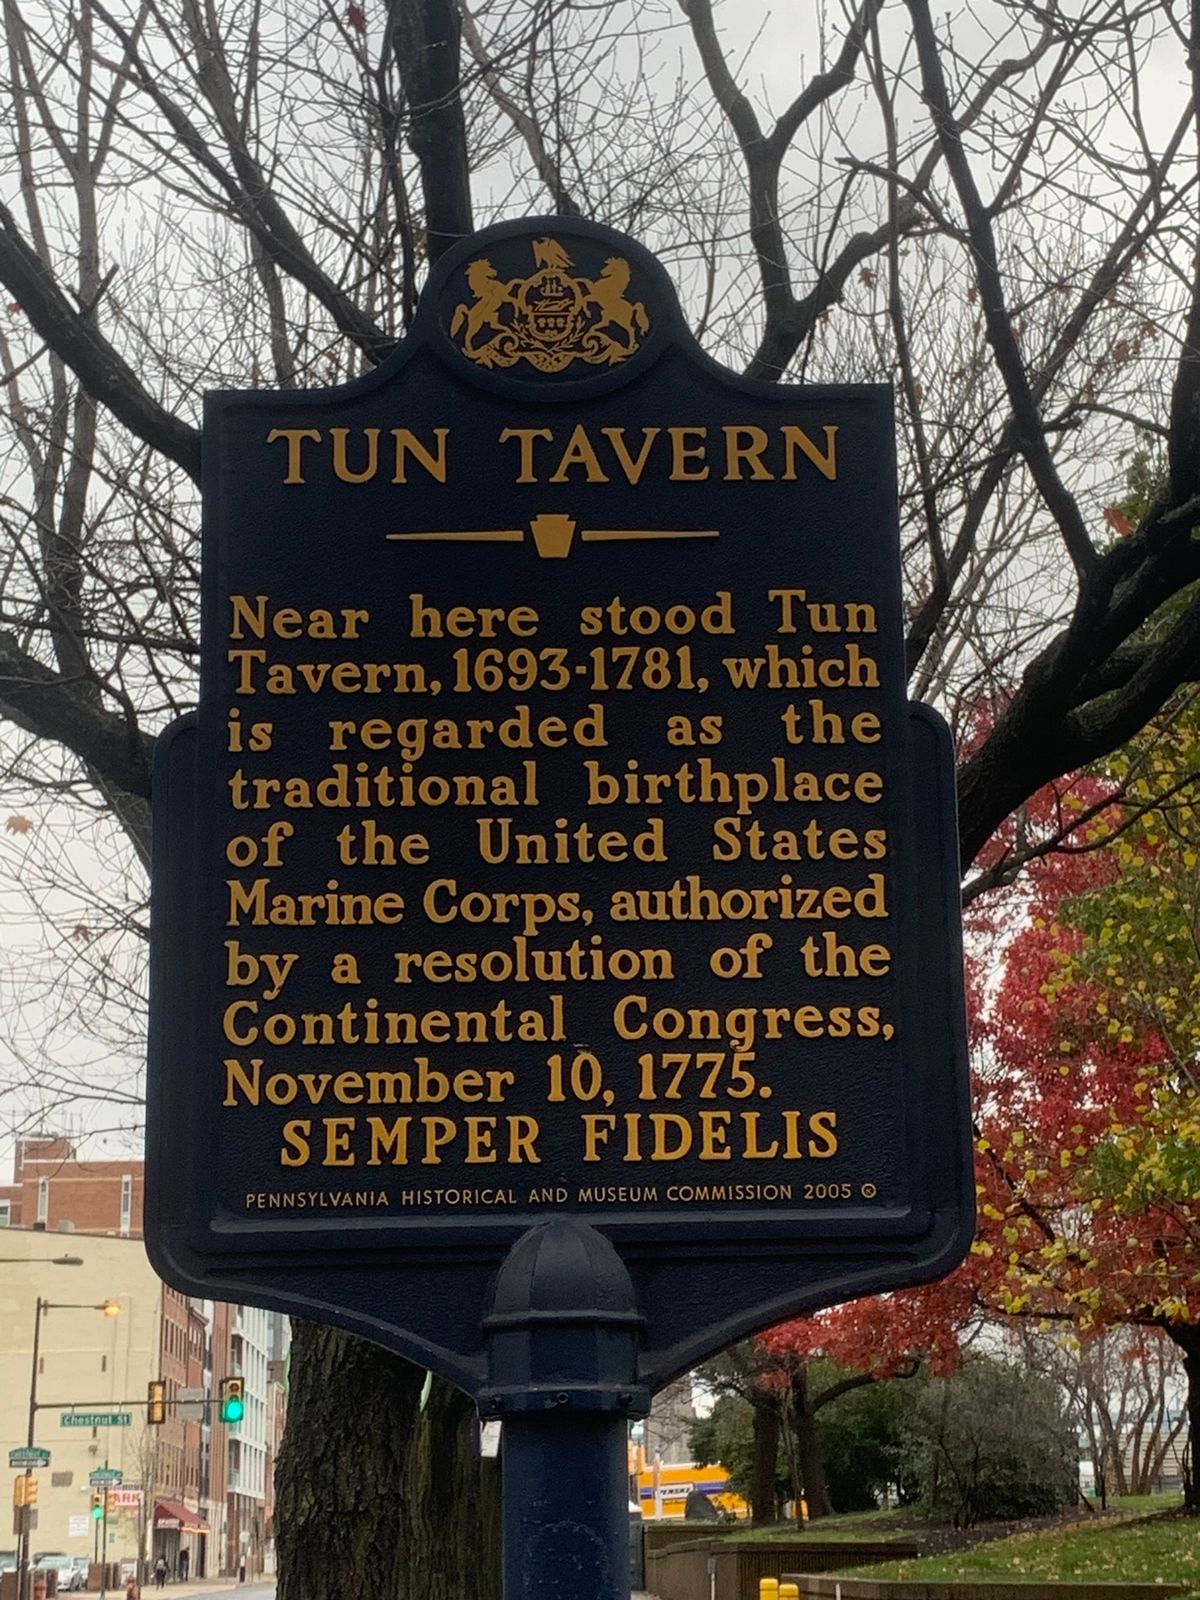 TUN TAVERN
Near here stood Tun
Tavern, 1693-1781, which
is regarded as the
traditional birthplace
of the United States
Marine Corps, authorized
by a resolution of the
Continental Congress,
November 10, 1775.
SEMPER FIDELIS
PENNSYLVANIA HISTORICAL AND MUSEUM COMMISSION 2005
Chestnut St
PENSKE